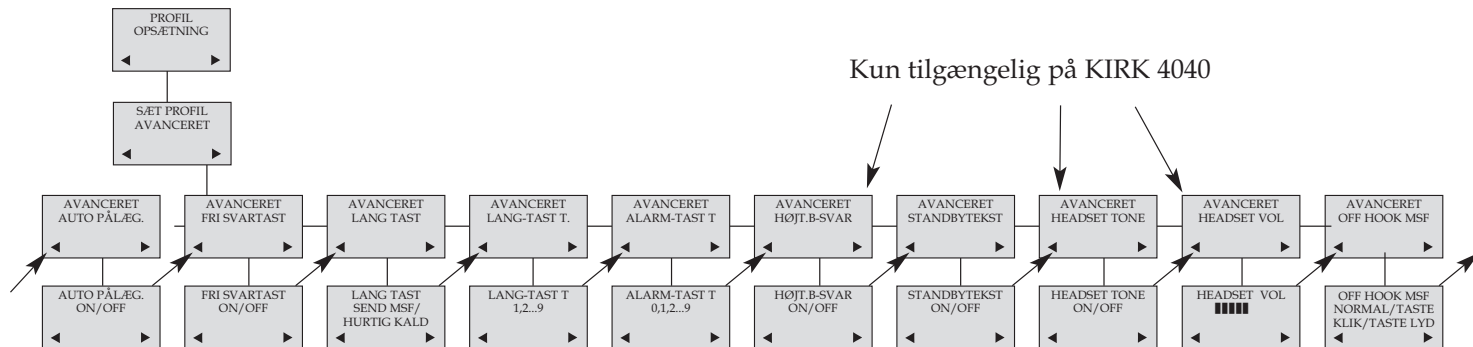 PROFIL
OPSÆTNING
Kun tilgængelig på KIRK 4040
SÆT PROFIL
AVANCERET
AVANCERET
AUTO PÅLÆG.
AVANCERET
FRI SVARTAST
AVANCERET
LANG TAST
AVANCERET
LANG-TAST T.
AVANCERET
ALARM-TAST T
AVANCERET
HØJT.B-SVAR
AVANCERET
STANDBYTEKST
AVANCERET
HEADSET TONE
AVANCERET
HEADSET VOL
AVANCERET
OFF HOOK MSF
AUTO PÅLÆG.
ON/OFF
FRI SVARTAST
ON/OFF
LANG TAST
SEND MSF/
HURTIG KALD
LANG-TAST T
1,2...9
ALARM-TAST T
0,1,2...9
HØJT.B-SVAR
ON/OFF
STANDBYTEKST
ON/OFF
HEADSET TONE
ON/OFF
HEADSET VOL
OFF HOOK MSF
NORMAL/TASTE
KLIK/TASTE LYD